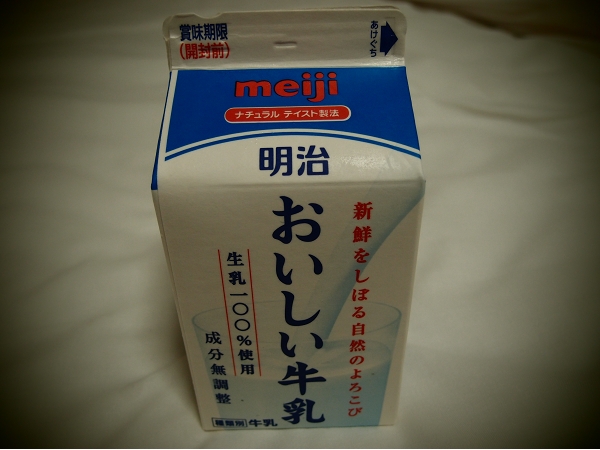 賞味期限
(開封前)
あけぐち
meiji
ナチュラル テイスト製法
明治
おいしい牛乳
新鮮をしぼる自然のよろこび
生乳一〇〇%使用
成分無調整
種類別 牛乳